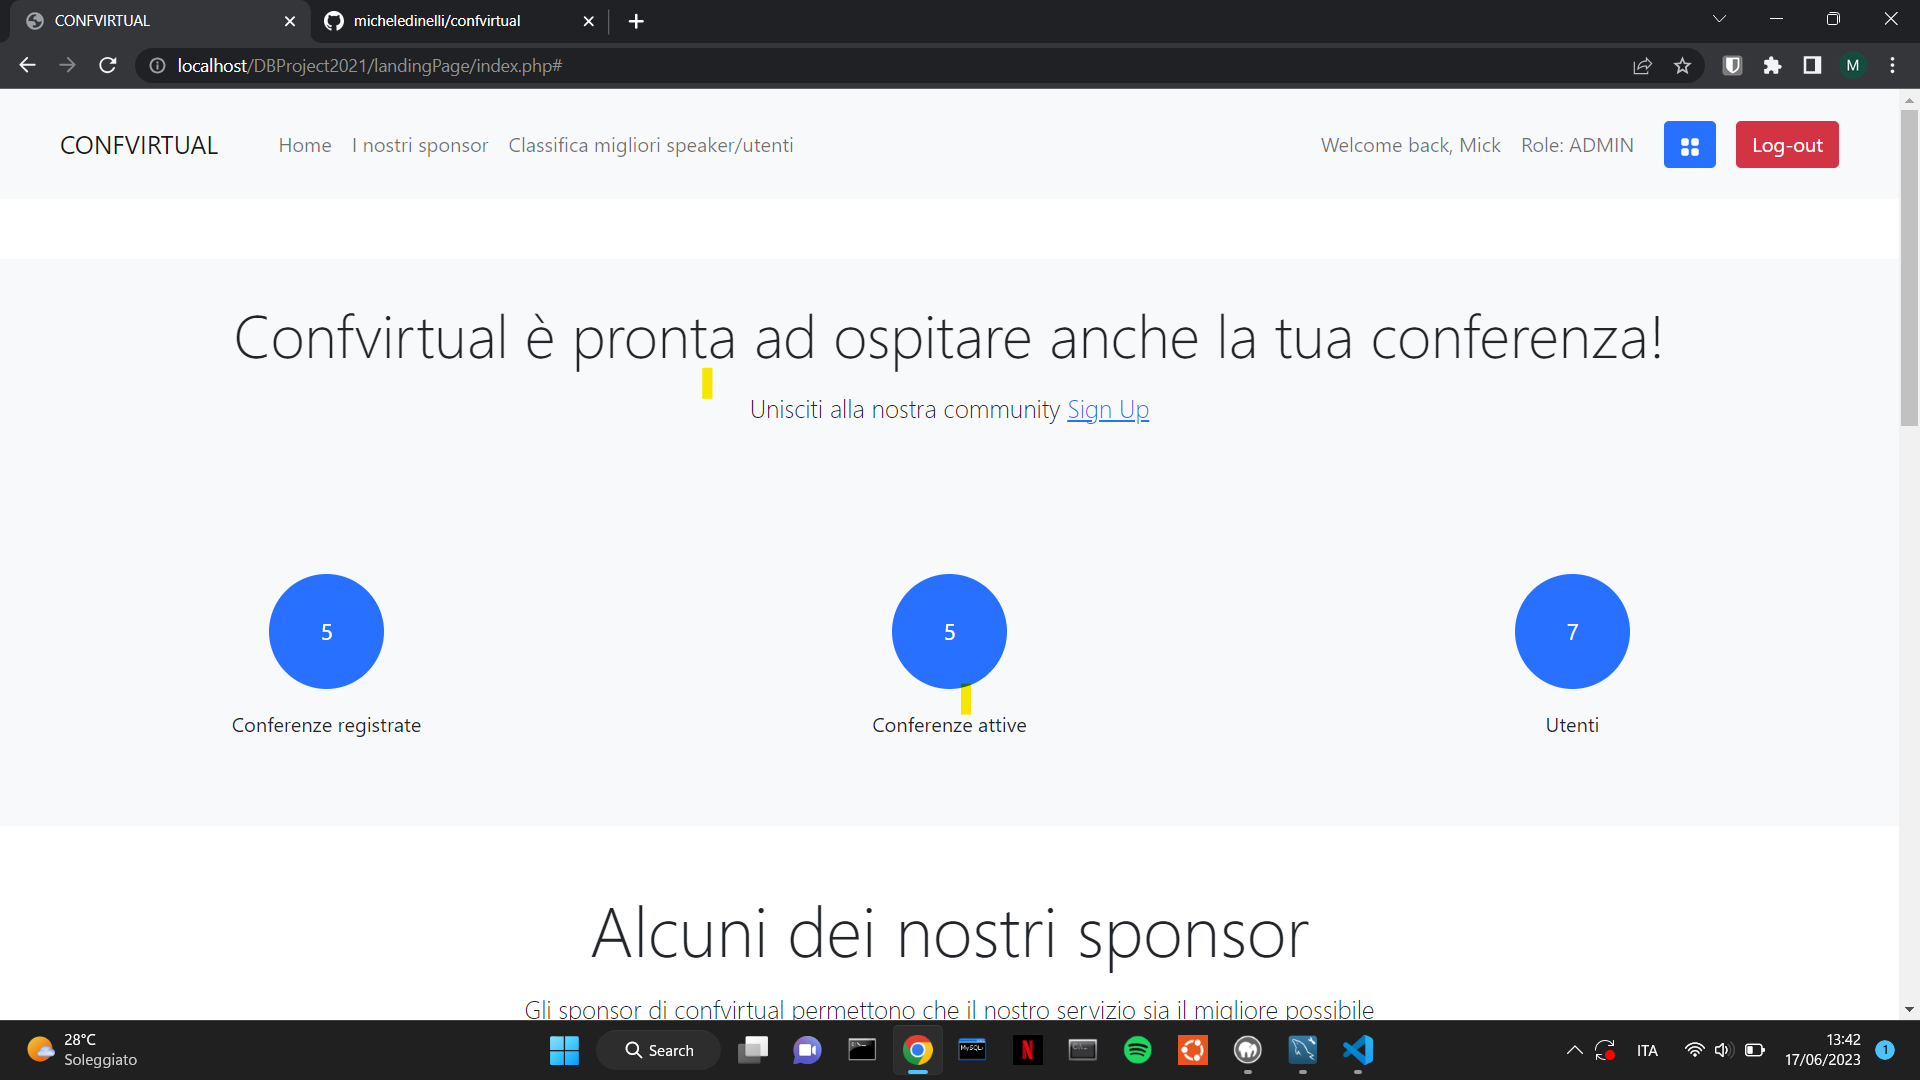 CONFVIRTUAL
micheledinelli/confvirtual
localhost/DBProject2021/landingPage/index.php#
M
CONFVIRTUAL
Home
I nostri sponsor
Classifica migliori speaker/utenti
Welcome back, Mick
Role: ADMIN
Log-out
Confvirtual è pronta ad ospitare anche la tua conferenza!
Unisciti alla nostra community Sign Up
5
5
7
Conferenze registrate
Conferenze attive
Utenti
Alcuni dei nostri sponsor
Gli sponsor di confvirtual permettono che il nostro servizio sia il migliore possibile
28°C
Soleggiato
Search
ITA
13:42
17/06/2023
1